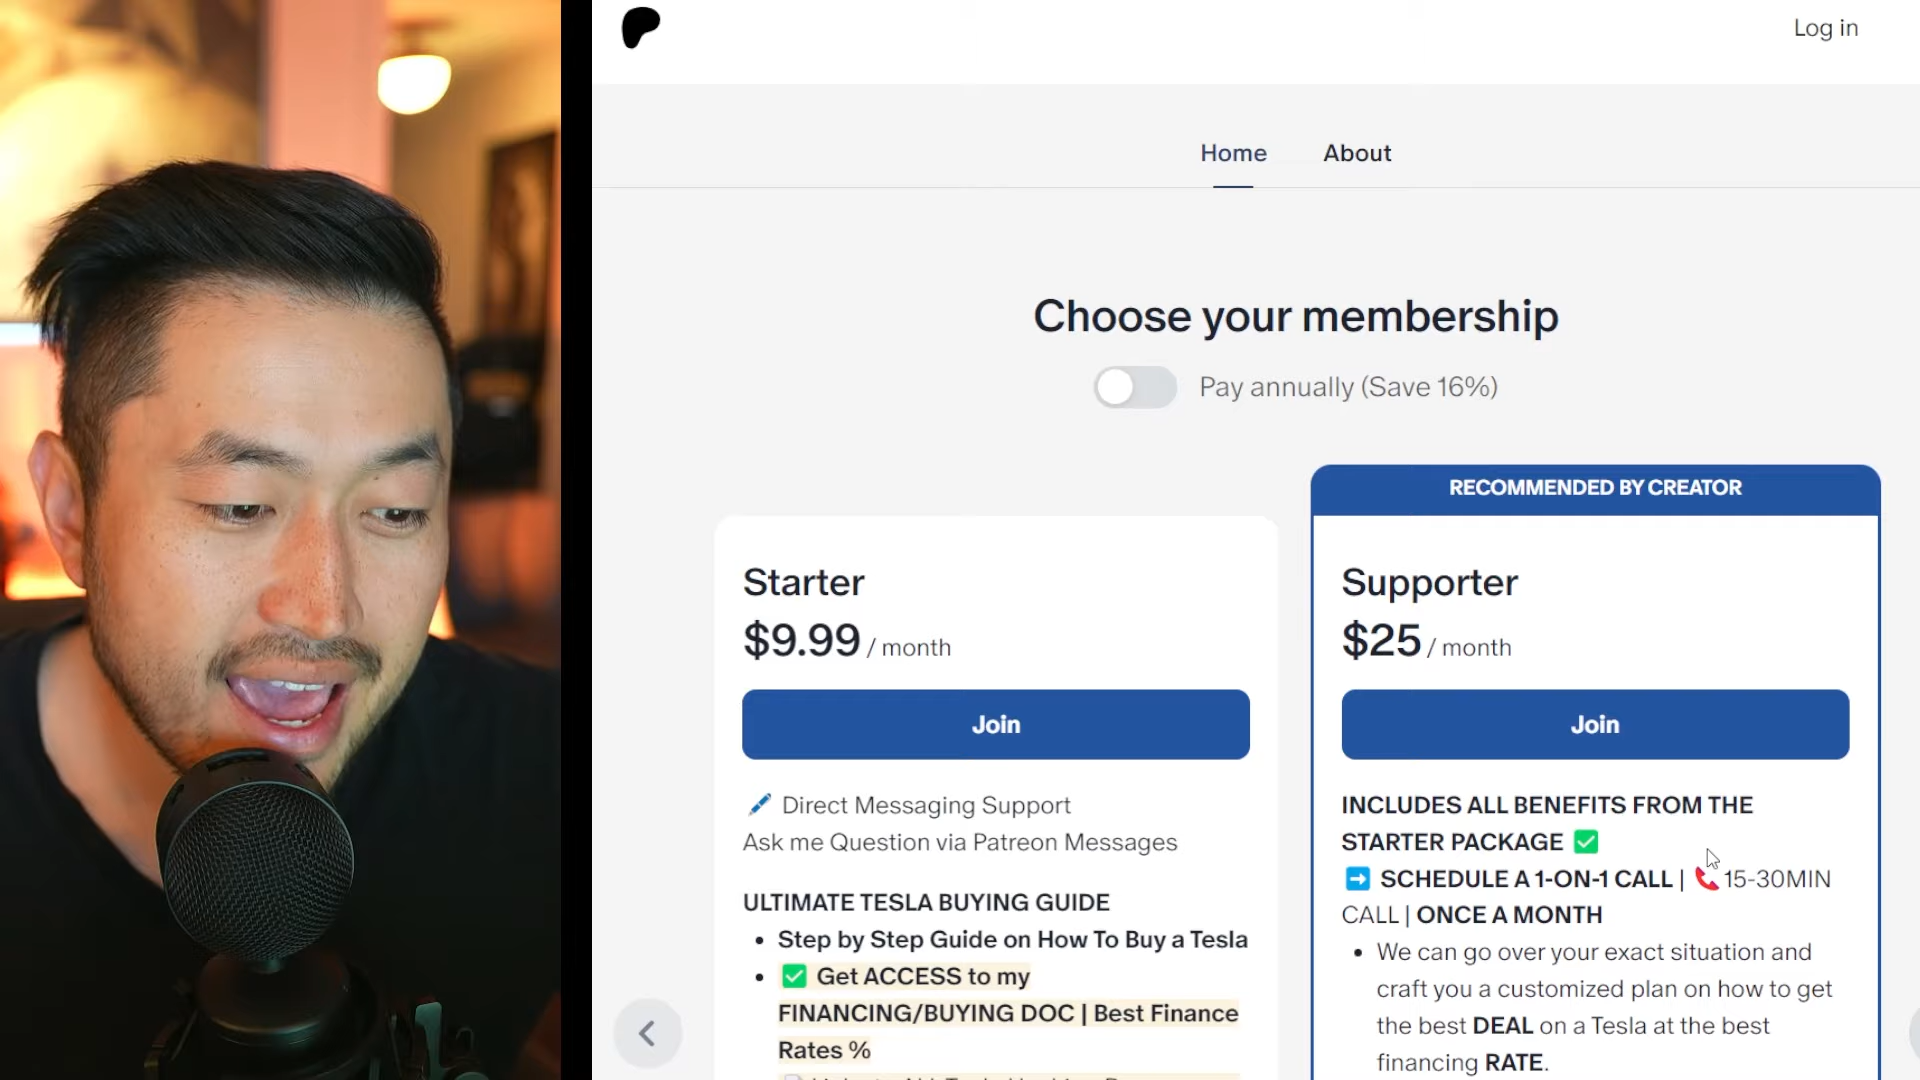 Log in
Home
About
Choose your membership
Pay annually (Save 16%)
RECOMMENDED BY CREATOR
Starter
$9.99 / month
Join
🖊️ Direct Messaging Support
Ask me Question via Patreon Messages
ULTIMATE TESLA BUYING GUIDE
• Step by Step Guide on How To Buy a Tesla
• ✅ Get ACCESS to my
FINANCING/BUYING DOC | Best Finance
Rates %
Supporter
$25 / month
Join
INCLUDES ALL BENEFITS FROM THE
STARTER PACKAGE ✅
➡️ SCHEDULE A 1-ON-1 CALL | 📞15-30MIN
CALL | ONCE A MONTH
• We can go over your exact situation and
craft you a customized plan on how to get
the best DEAL on a Tesla at the best
financing RATE.